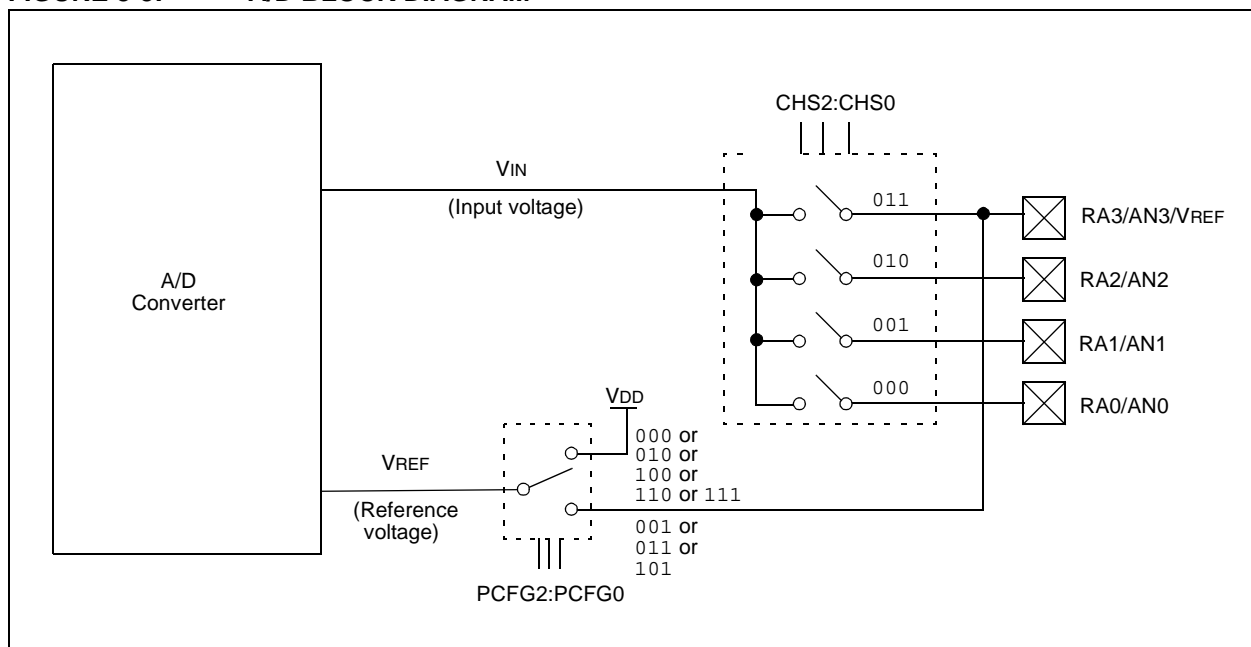 CHS2:CHS0
VIN
(Input voltage)
011
RA3/AN3/VREF
010
RA2/AN2
A/D
Converter
001
RA1/AN1
000
RA0/AN0
VDD
000 or
010 or
100 or
110 or 111
VREF
(Reference
voltage)
001 or
011 or
101
PCFG2:PCFG0